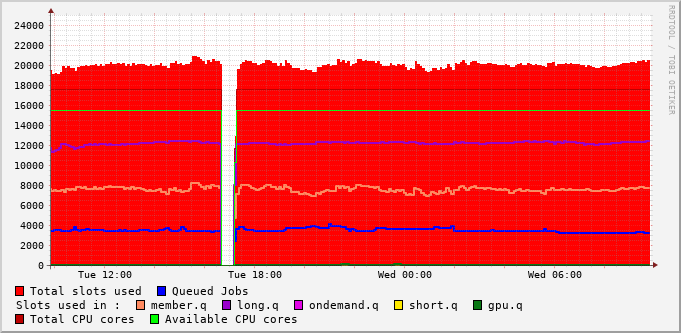 24000
22000
20000
18000
16000
14000
12000
10000
8000
6000
4000
2000
0
Tue 12:00 Tue 18:00 Wed 00:00 Wed 06:00
RRDTOOL / TOBI OETIKER
Total slots used Queued Jobs
Slots used in : member.q long.q ondemand.q short.q gpu.q
Total CPU cores Available CPU cores